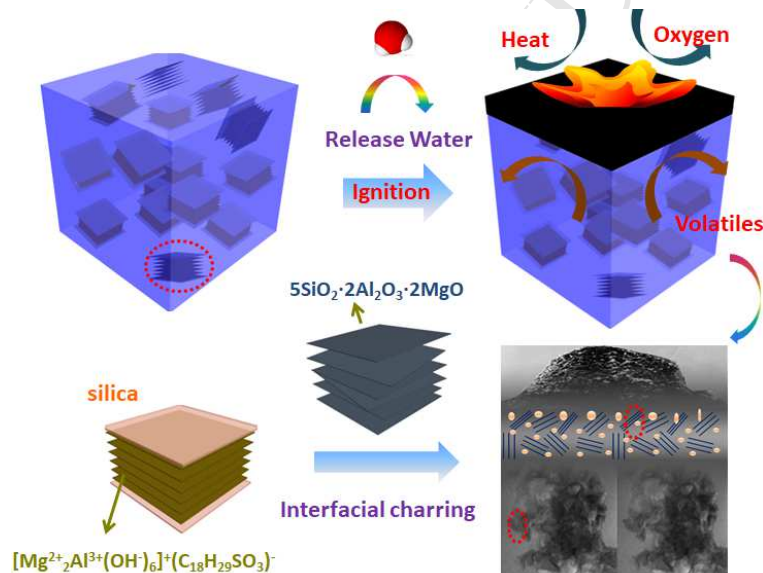 Heat
Oxygen
Release Water
Ignition
Volatiles
5SiO₂·2Al₂O₃·2MgO
silica
Interfacial charring
[Mg²⁺₂Al³⁺(OH⁻)₆]⁺(C₁₈H₂₉SO₃)⁻